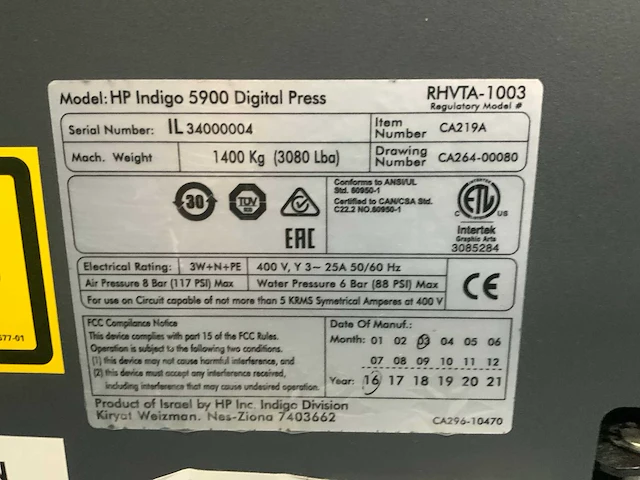 Model: HP Indigo 5900 Digital Press
RHVTA-1003
Regulatory Model #
Serial Number: IL 34000004
Item Number CA219A
Mach. Weight 1400 Kg (3080 Lba)
Drawing Number CA264-00080
30
TUV
Conforms to ANSI/UL
Std. 60950-1
Certified to CAN/CSA Std.
C22.2 NO.60950-1
EAC
C ETL US
Intertek
Graphic Arts
3085284
Electrical Rating: 3W+N+PE 400 V, Y 3~ 25A 50/60 Hz
Air Pressure 8 Bar (117 PSI) Max Water Pressure 6 Bar (88 PSI) Max
For use on Circuit capable of not more than 5 KRMS Symetrical Amperes at 400 V
CE
FCC Compliance Notice
This device complies with part 15 of the FCC Rules.
Operation is subject to the following two conditions.
(1) this device may not cause harmful interference, and
(2) this device must accept any interference received,
including interference that may cause undesired operation.
Date Of Manuf.:
Month: 01 02 03 04 05 06
07 08 09 10 11 12
Year: 16 17 18 19 20 21
Product of Israel by HP Inc. Indigo Division
Kiryat Weizman. Nes-Ziona 7403662
CA296-10470
577-01
N